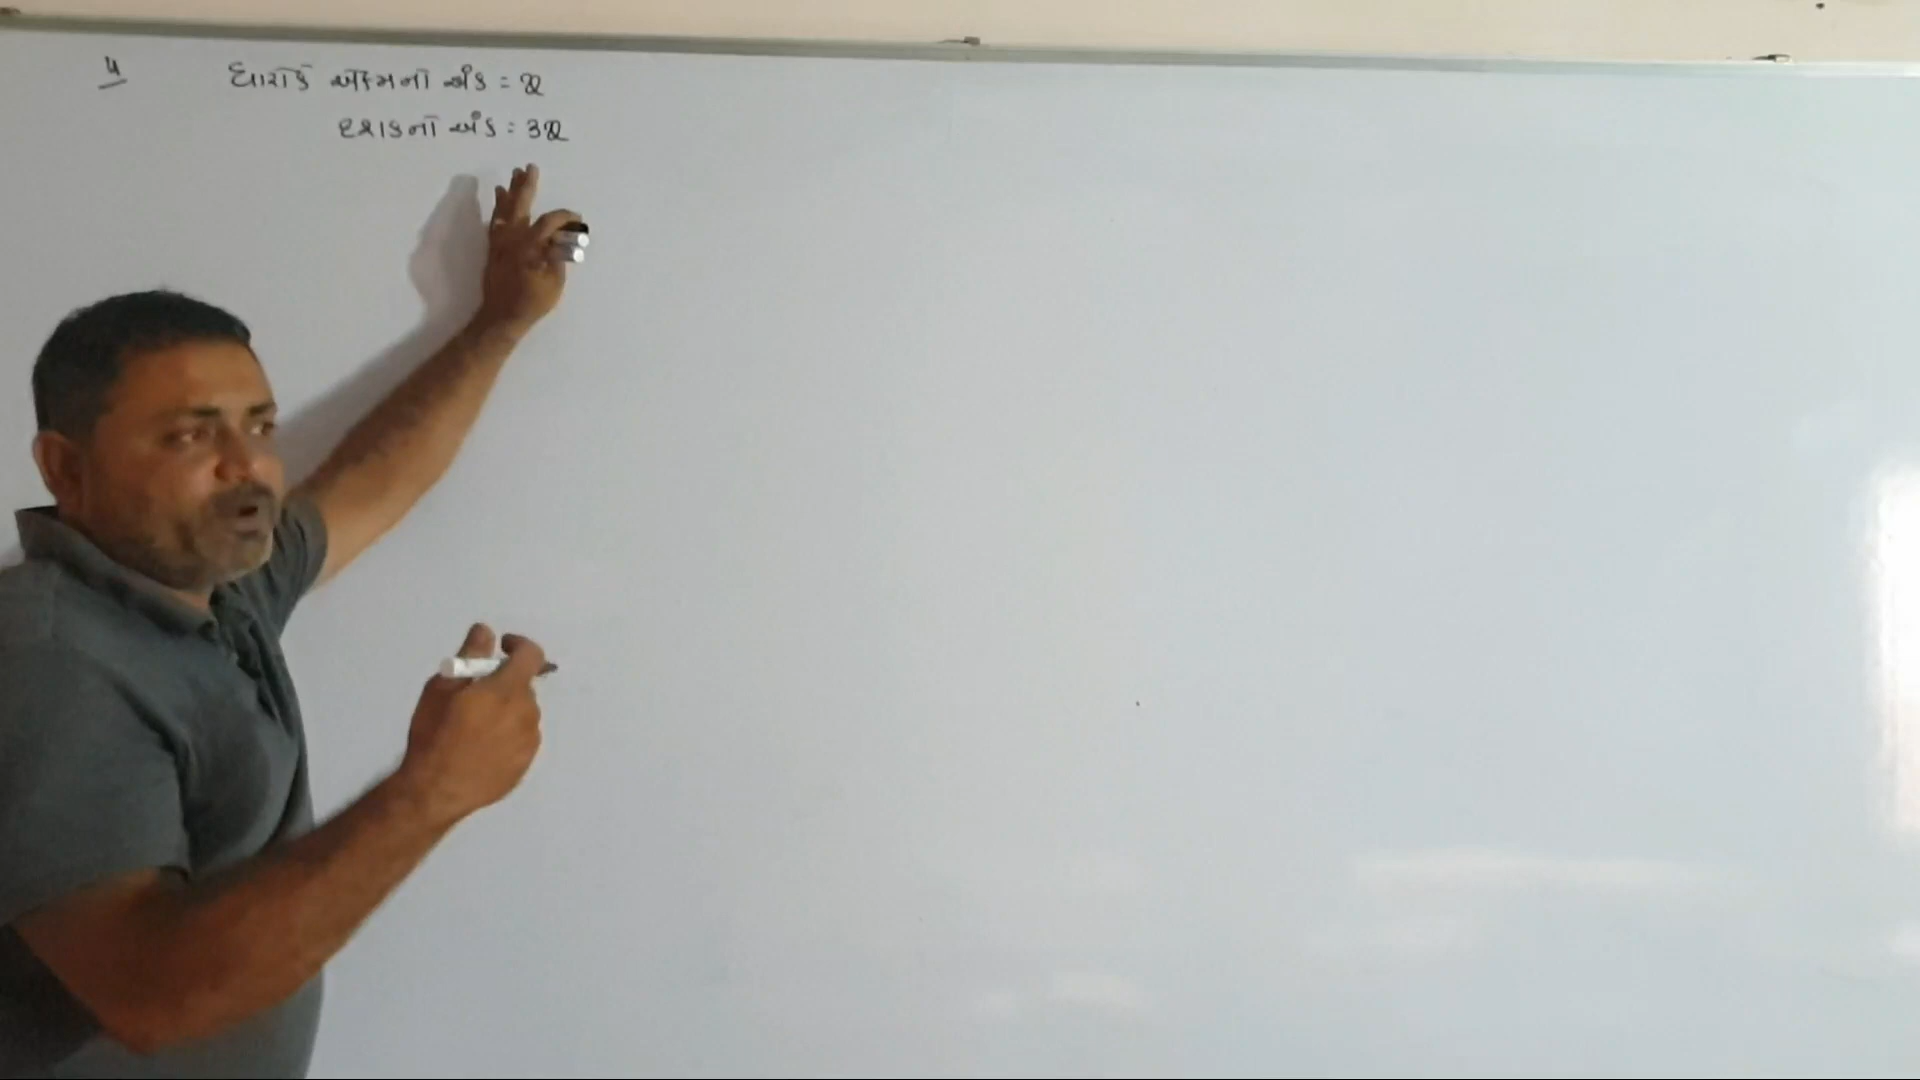 ૫ ધારોકે એકમનો અંક = x
દશકનો અંક = 3x